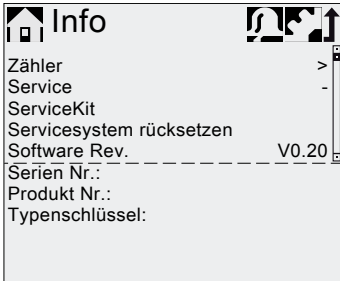 Info
Zähler >
Service -
ServiceKit
Servicesystem rücksetzen
Software Rev. V0.20
Serien Nr.:
Produkt Nr.:
Typenschlüssel: